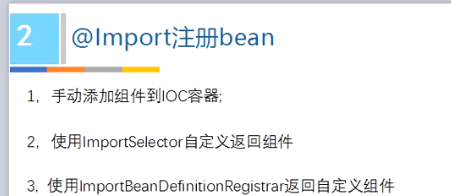 2
@Import注册bean
1，手动添加组件到IOC容器;
2，使用ImportSelector自定义返回组件
3, 使用ImportBeanDefinitionRegistrar返回自定义组件